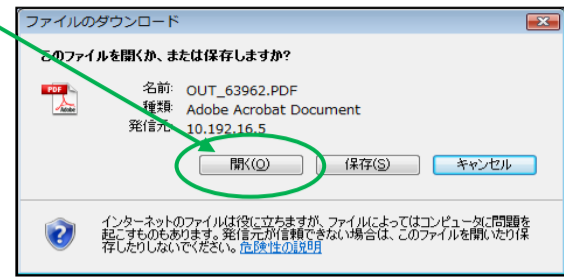 ファイルのダウンロード
このファイルを開くか、または保存しますか?
PDF
Adobe
名前: OUT_63962.PDF
種類: Adobe Acrobat Document
発信元: 10.192.16.5
開く(O)
保存(S)
キャンセル
インターネットのファイルは役に立ちますが、ファイルによってはコンピュータに問題を
起こすものもあります。発信元が信頼できない場合は、このファイルを開いたり保
存したりしないでください。危険性の説明